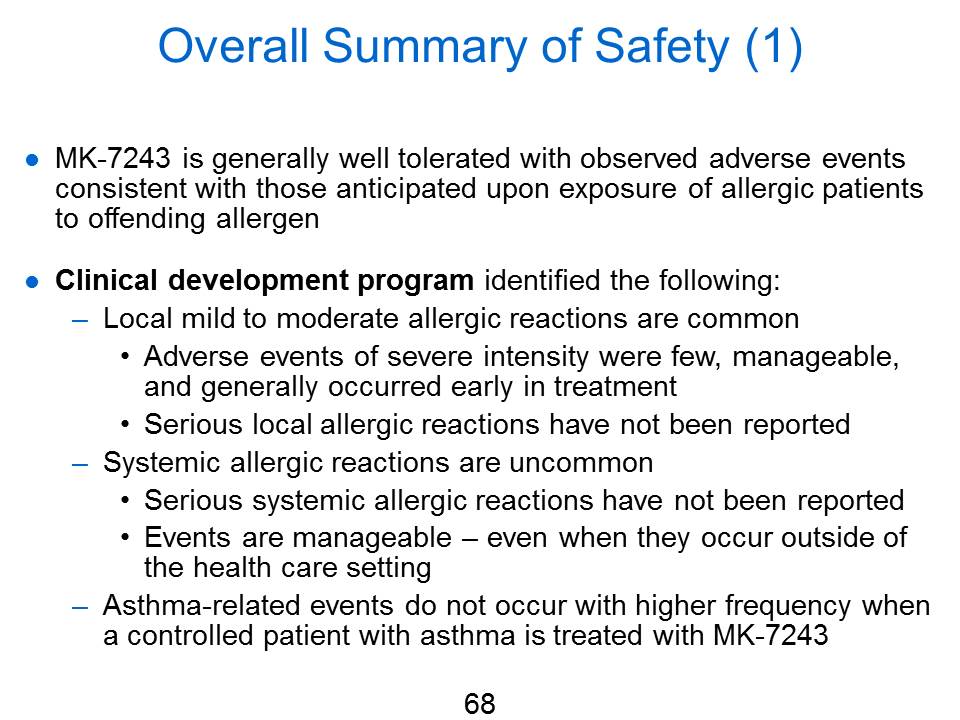 Overall Summary of Safety (1)
● MK-7243 is generally well tolerated with observed adverse events
consistent with those anticipated upon exposure of allergic patients
to offending allergen
● Clinical development program identified the following:
– Local mild to moderate allergic reactions are common
• Adverse events of severe intensity were few, manageable,
and generally occurred early in treatment
• Serious local allergic reactions have not been reported
– Systemic allergic reactions are uncommon
• Serious systemic allergic reactions have not been reported
• Events are manageable – even when they occur outside of
the health care setting
– Asthma-related events do not occur with higher frequency when
a controlled patient with asthma is treated with MK-7243
68